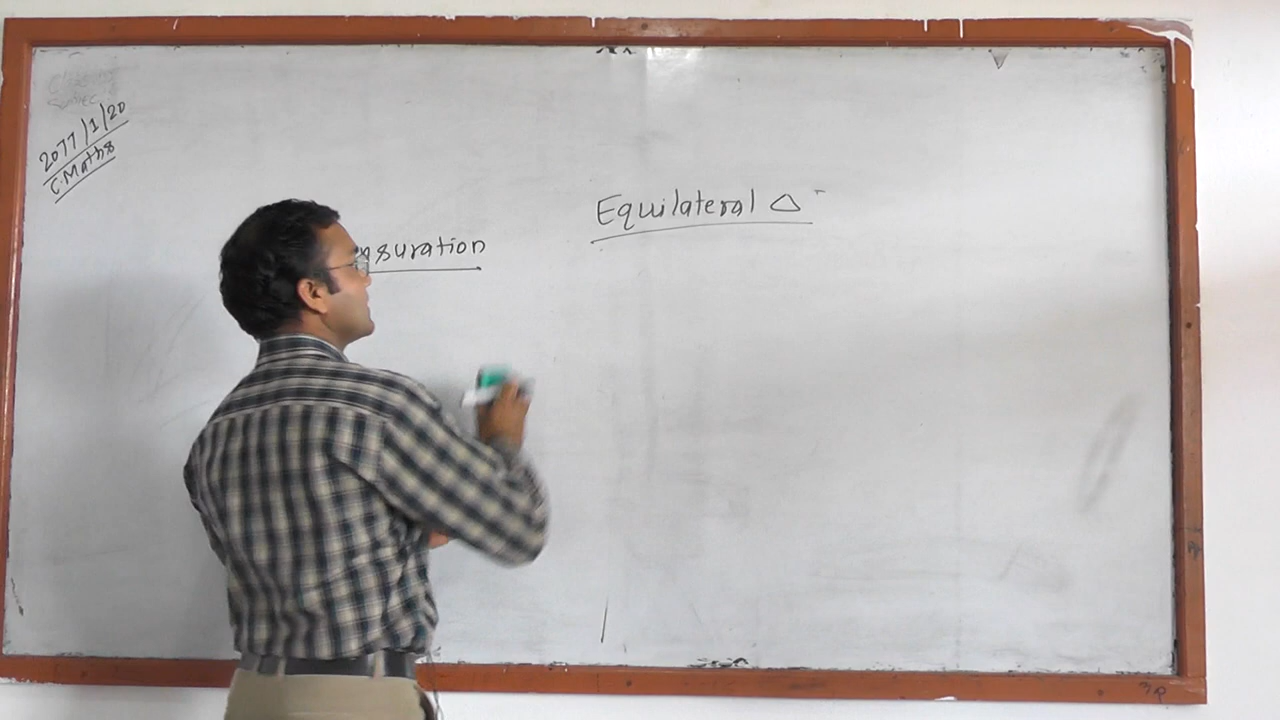 2077/1/20
C.Maths
nsuration
Equilateral △